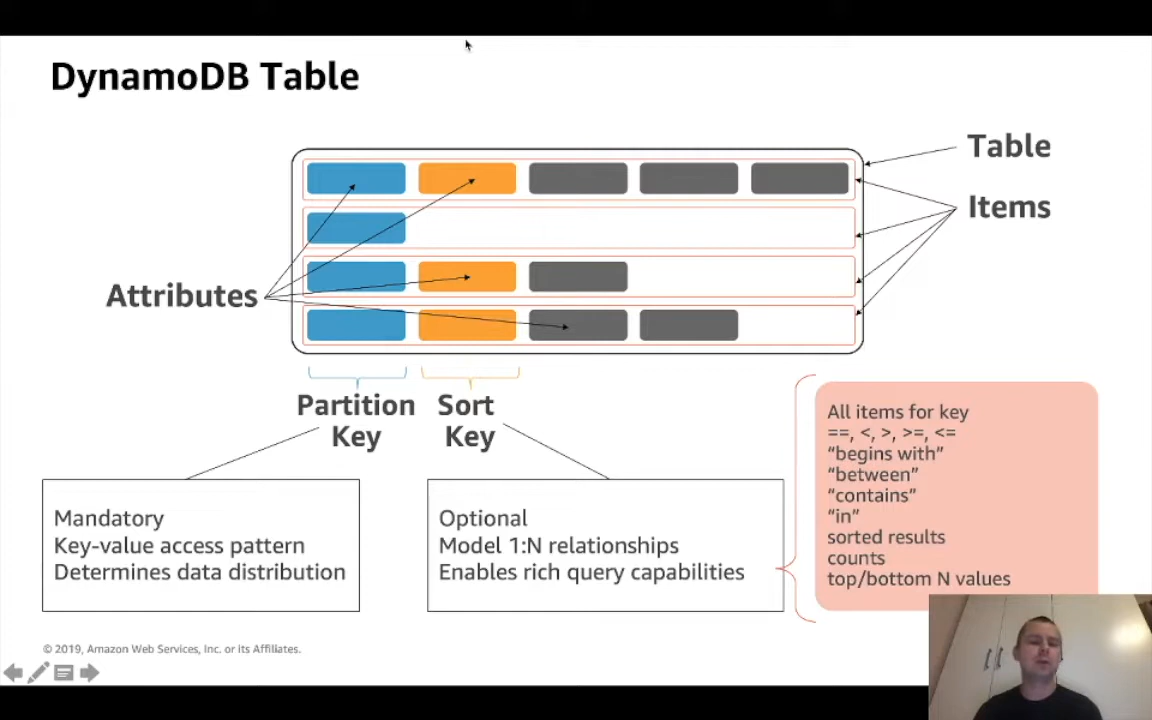 DynamoDB Table
Table
Items
Attributes
Partition
Key
Sort
Key
Mandatory
Key-value access pattern
Determines data distribution
Optional
Model 1:N relationships
Enables rich query capabilities
All items for key
==, <, >, >=, <=
“begins with”
“between”
“contains”
“in”
sorted results
counts
top/bottom N values
© 2019, Amazon Web Services, Inc. or its Affiliates.